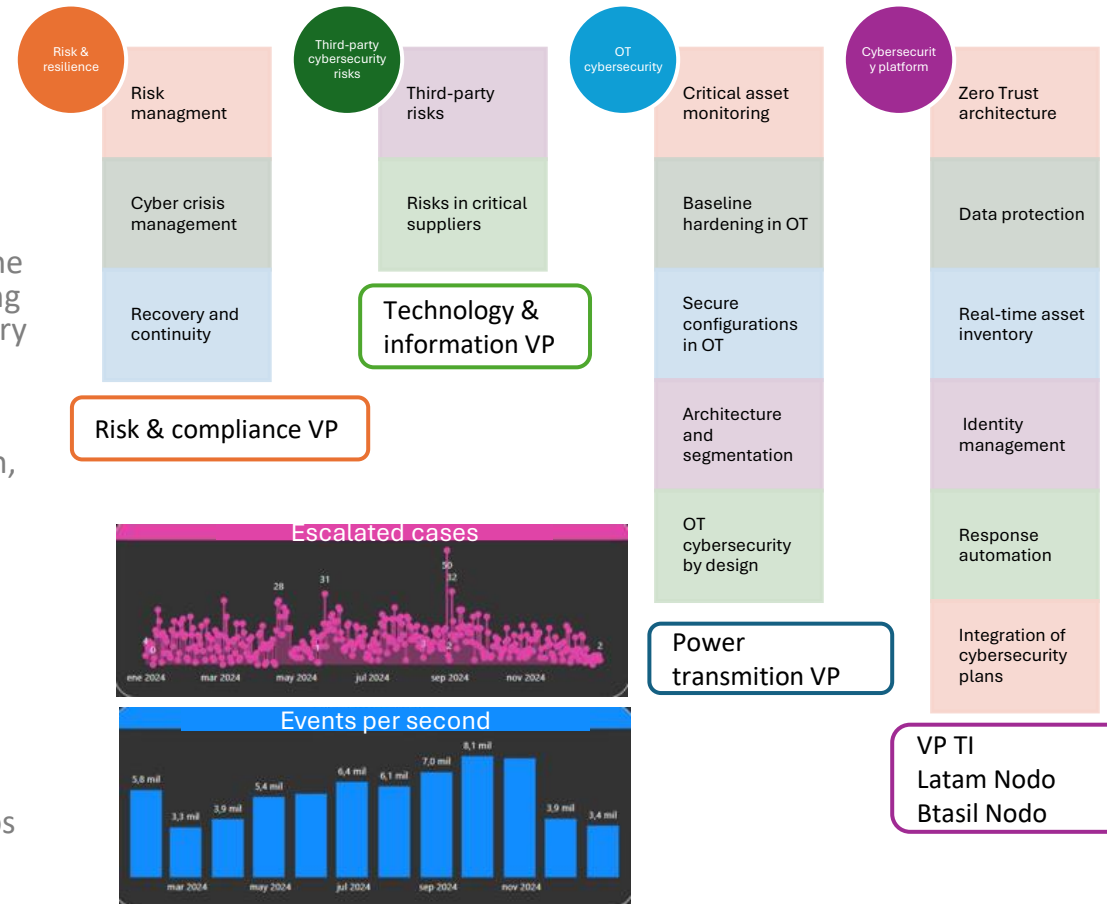 Risk &
resilience
Risk
managment
Cyber crisis
management
Recovery and
continuity
Risk & compliance VP
Third-party
cybersecurity
risks
Third-party
risks
Risks in critical
suppliers
Technology &
information VP
OT
cybersecurity
Critical asset
monitoring
Baseline
hardening in OT
Secure
configurations
in OT
Architecture
and
segmentation
OT
cybersecurity
by design
Power
transmition VP
Cybersecurit
y platform
Zero Trust
architecture
Data protection
Real-time asset
inventory
Identity
management
Response
automation
Integration of
cybersecurity
plans
VP TI
Latam Nodo
Btasil Nodo
Escalated cases
50
32
31
28
4
0
1
3
2
2
ene 2024 mar 2024 may 2024 jul 2024 sep 2024 nov 2024
Events per second
5,8 mil
3,3 mil
3,9 mil
5,4 mil
6,4 mil
6,1 mil
7,0 mil
8,1 mil
3,9 mil
3,4 mil
mar 2024 may 2024 jul 2024 sep 2024 nov 2024